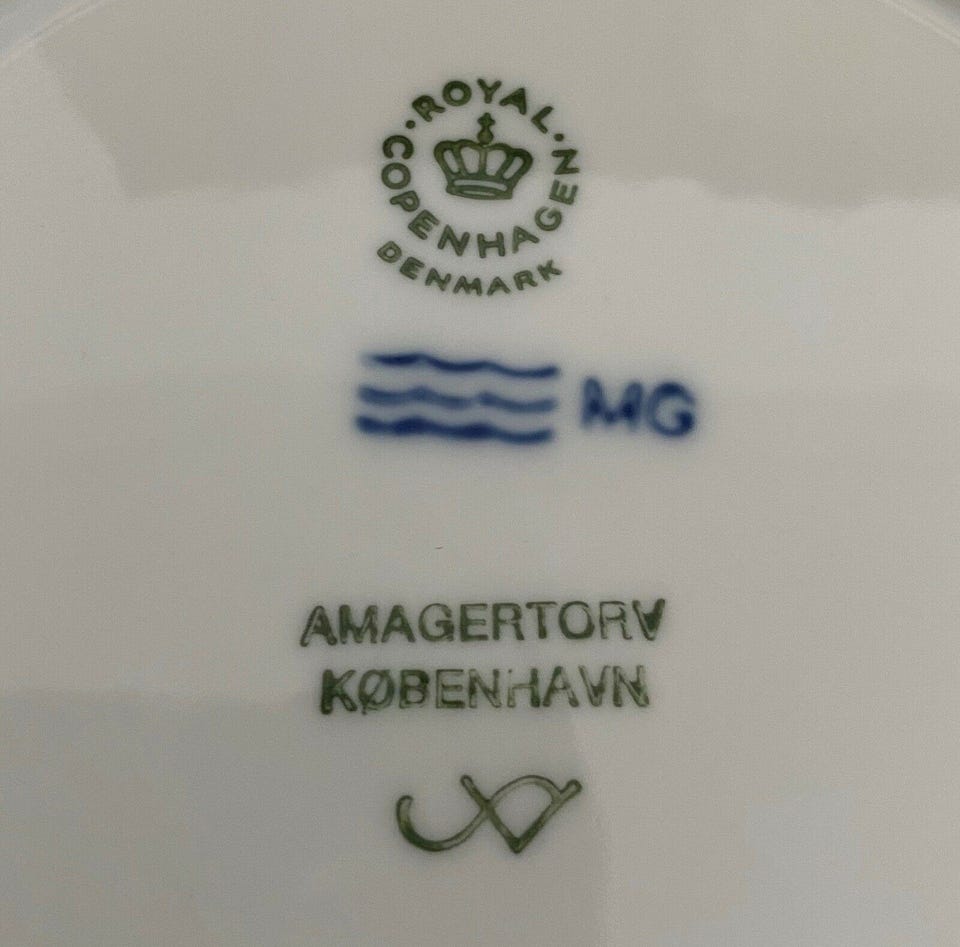 ROYAL
COPENHAGEN
DENMARK
MG
AMAGERTORV
KØBENHAVN